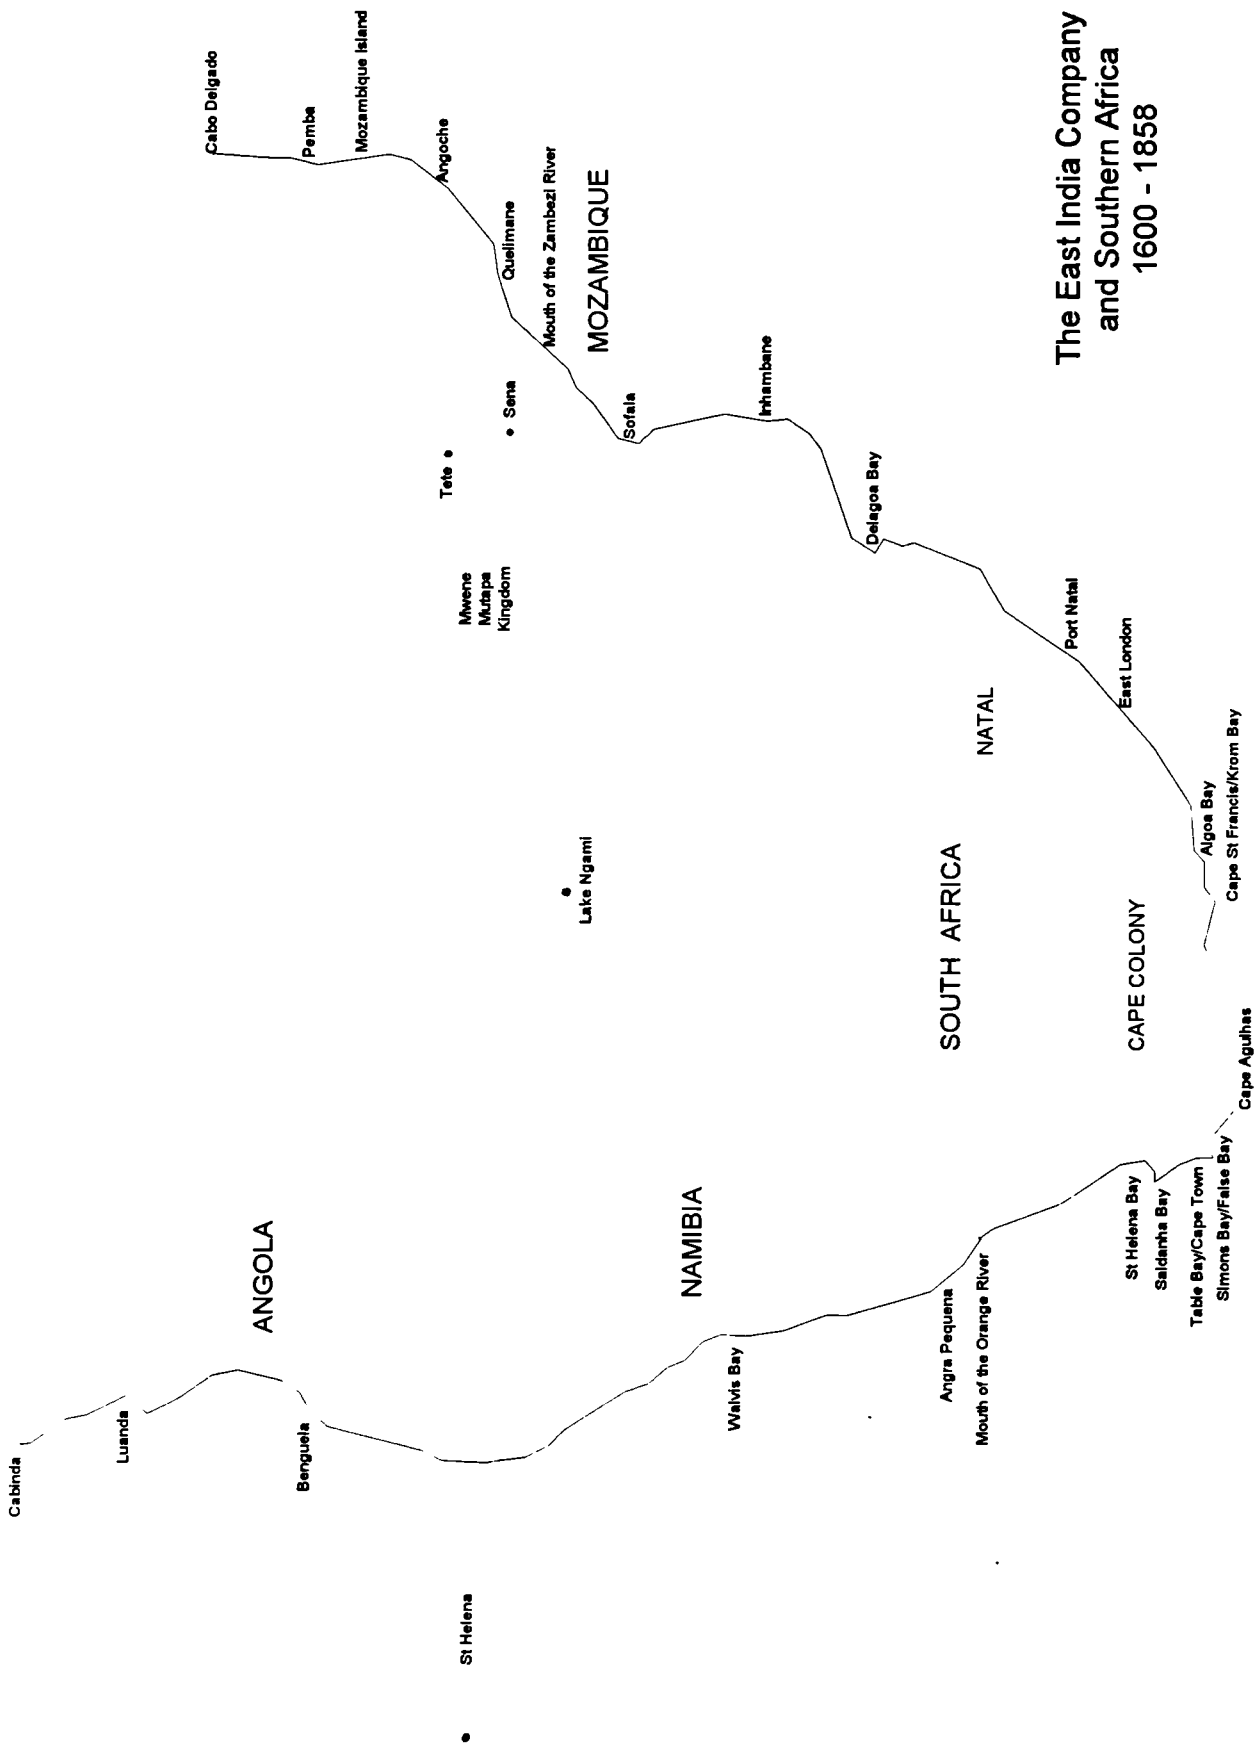 Cabinda
Luanda
Benguela
St Helena
ANGOLA
NAMIBIA
Walvis Bay
Angra Pequena
Mouth of the Orange River
St Helena Bay
Saldanha Bay
Table Bay/Cape Town
Simons Bay/False Bay
Cape Agulhas
SOUTH AFRICA
CAPE COLONY
Lake Ngami
NATAL
Cape St Francis/Krom Bay
Algoa Bay
East London
Port Natal
Delagoa Bay
Inhambane
Sofala
Mwene
Mutapa
Kingdom
Tete
Sena
MOZAMBIQUE
Mouth of the Zambezi River
Quelimane
Angoche
Mozambique Island
Pemba
Cabo Delgado
The East India Company
and Southern Africa
1600 - 1858